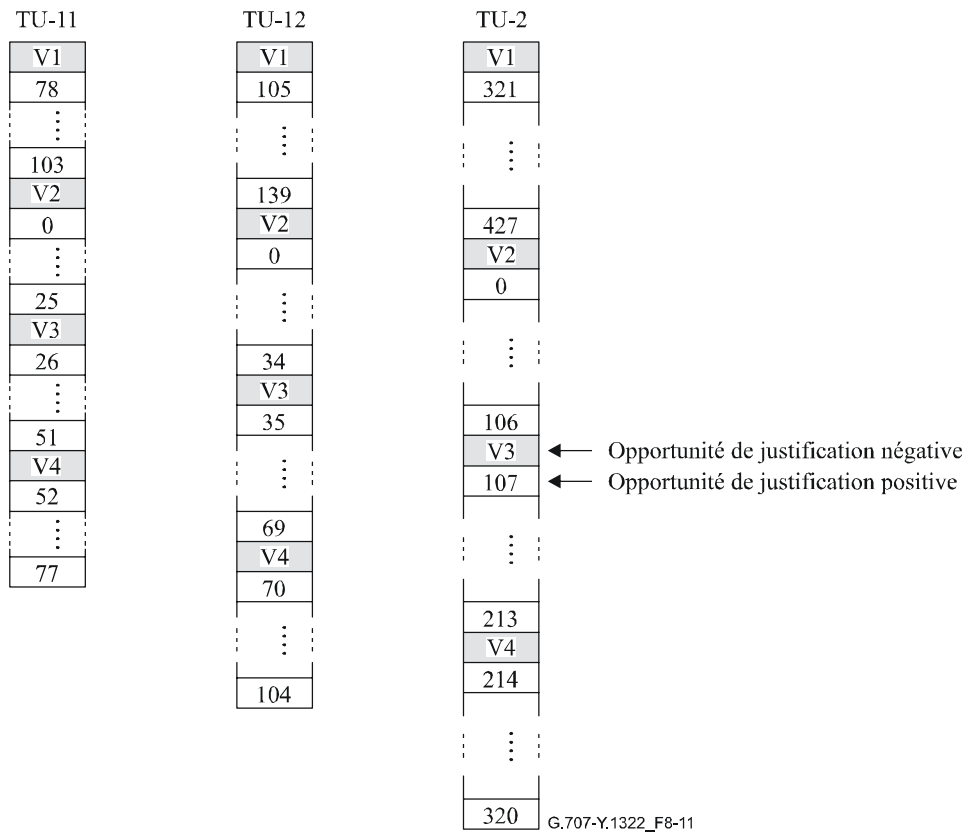 TU-11
V1
78
103
V2
0
25
V3
26
51
V4
52
77
TU-12
V1
105
139
V2
0
34
V3
35
69
V4
70
104
TU-2
V1
321
427
V2
0
106
V3
Opportunité de justification négative
107
Opportunité de justification positive
213
V4
214
320
G.707-Y.1322_F8-11